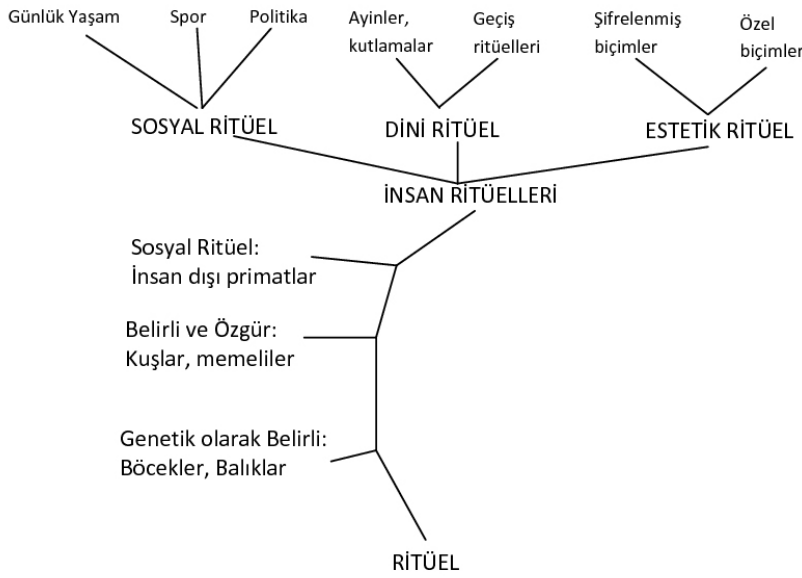 Günlük Yaşam
Spor
Politika
Ayinler,
kutlamalar
Geçiş
ritüelleri
Şifrelenmiş
biçimler
Özel
biçimler
SOSYAL RİTÜEL
DİNİ RİTÜEL
ESTETİK RİTÜEL
İNSAN RİTÜELLERİ
Sosyal Ritüel:
İnsan dışı primatlar
Belirli ve Özgür:
Kuşlar, memeliler
Genetik olarak Belirli:
Böcekler, Balıklar
RİTÜEL